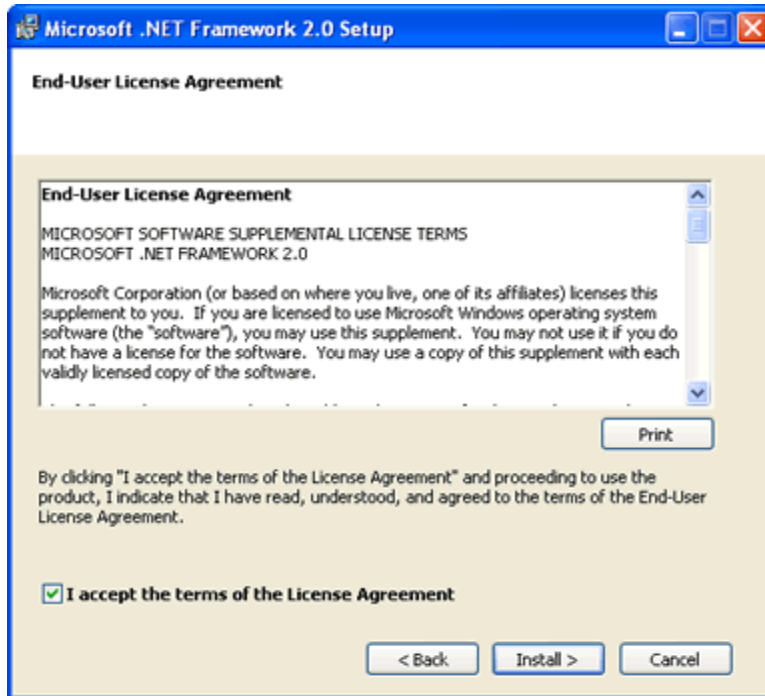 Microsoft .NET Framework 2.0 Setup
End-User License Agreement
End-User License Agreement
MICROSOFT SOFTWARE SUPPLEMENTAL LICENSE TERMS
MICROSOFT .NET FRAMEWORK 2.0
Microsoft Corporation (or based on where you live, one of its affiliates) licenses this
supplement to you.  If you are licensed to use Microsoft Windows operating system
software (the "software"), you may use this supplement.  You may not use it if you do
not have a license for the software.  You may use a copy of this supplement with each
validly licensed copy of the software.
Print
By clicking "I accept the terms of the License Agreement" and proceeding to use the
product, I indicate that I have read, understood, and agreed to the terms of the End-User
License Agreement.
I accept the terms of the License Agreement
< Back
Install >
Cancel